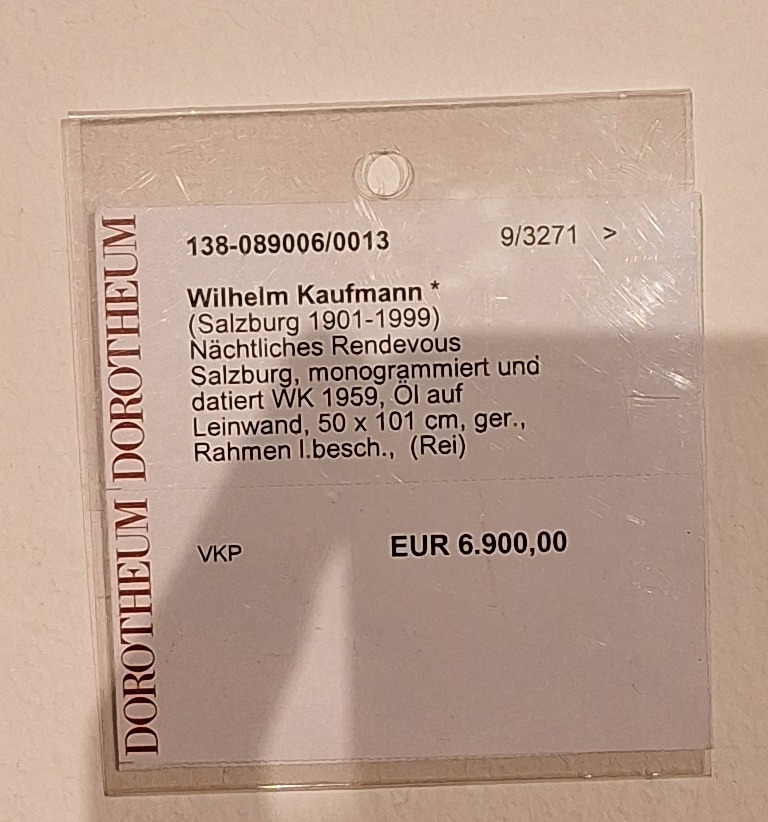 138-089006/0013 9/3271 >
Wilhelm Kaufmann *
(Salzburg 1901-1999)
Nächtliches Rendevous
Salzburg, monogrammiert und
datiert WK 1959, Öl auf
Leinwand, 50 x 101 cm, ger.,
Rahmen l.besch., (Rei)
VKP EUR 6.900,00
DOROTHEUM DOROTHEUM